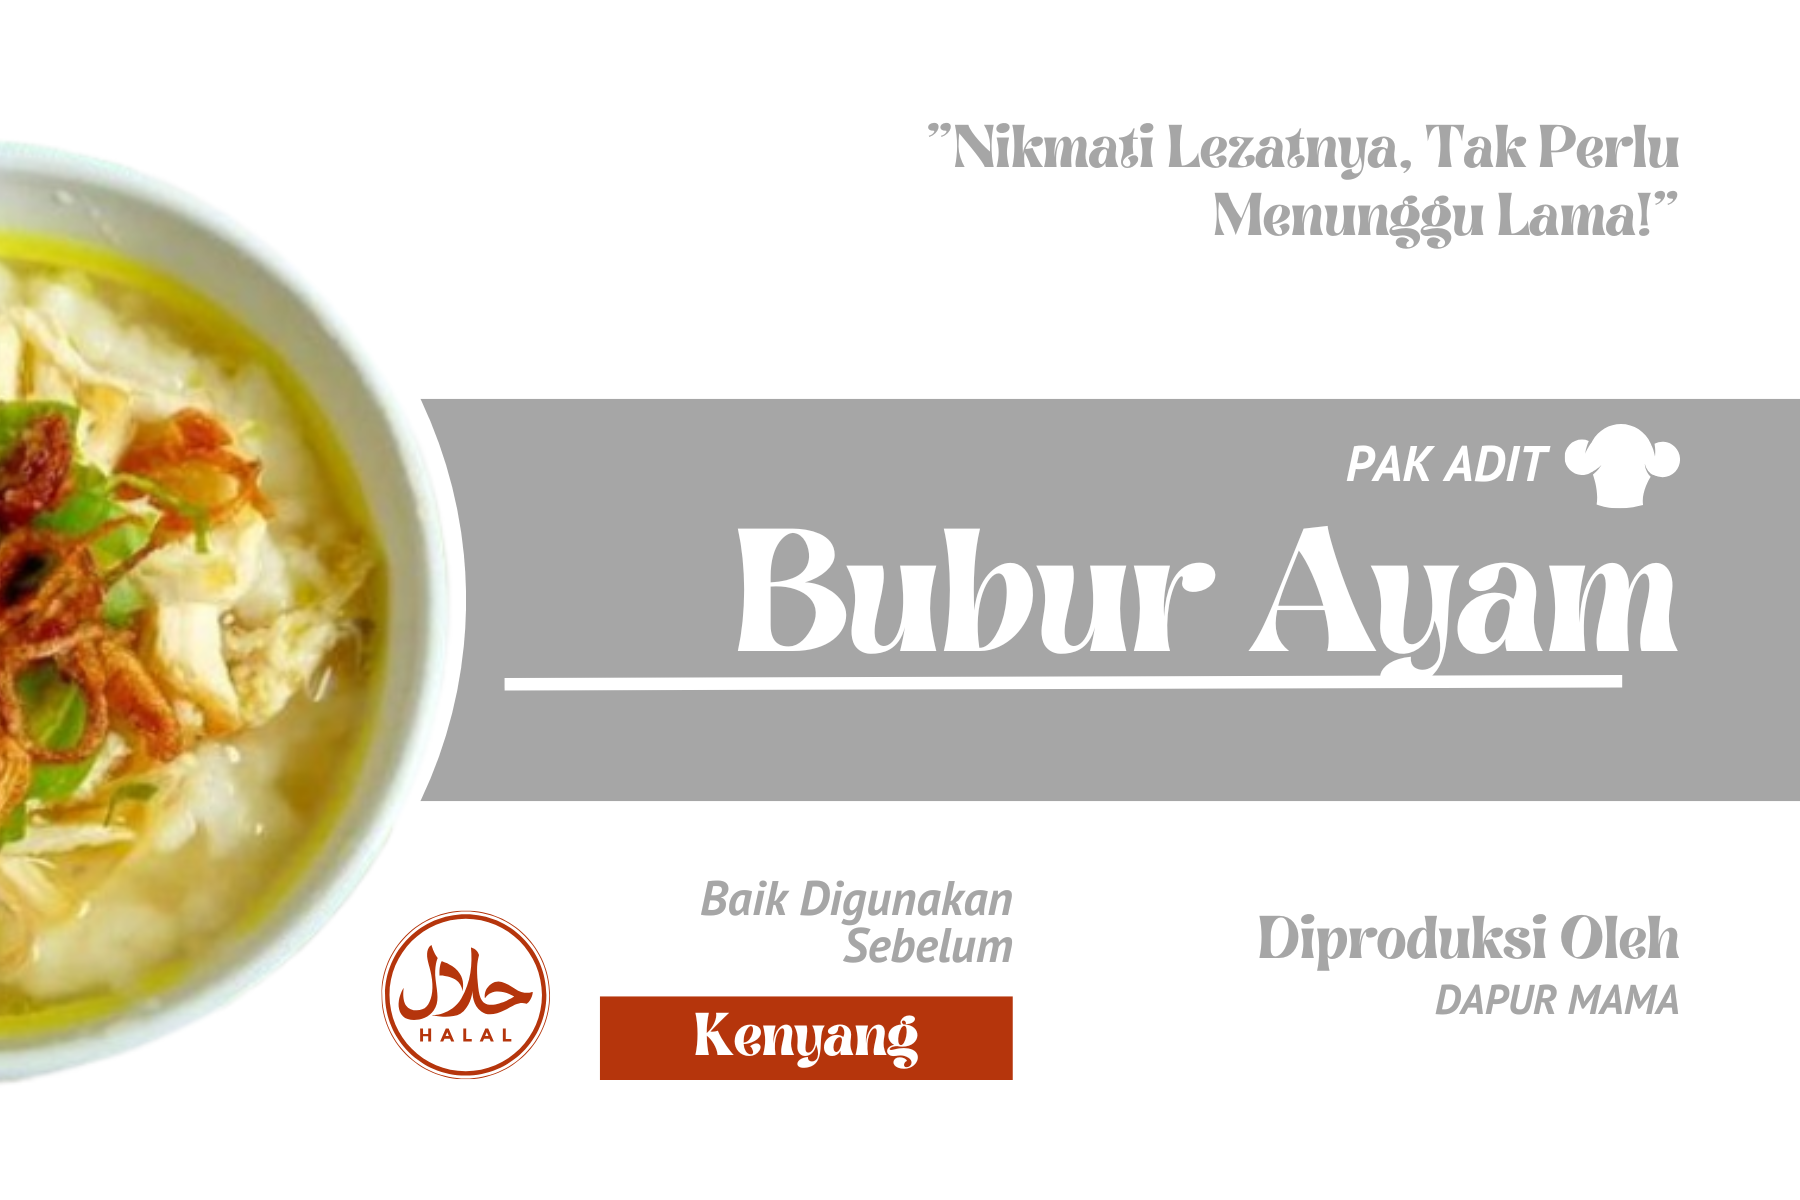 ”Nikmati Lezatnya, Tak Perlu
Menunggu Lama!”
PAK ADIT
Bubur Ayam
Baik Digunakan
Sebelum
Kenyang
حلال
HALAL
Diproduksi Oleh
DAPUR MAMA